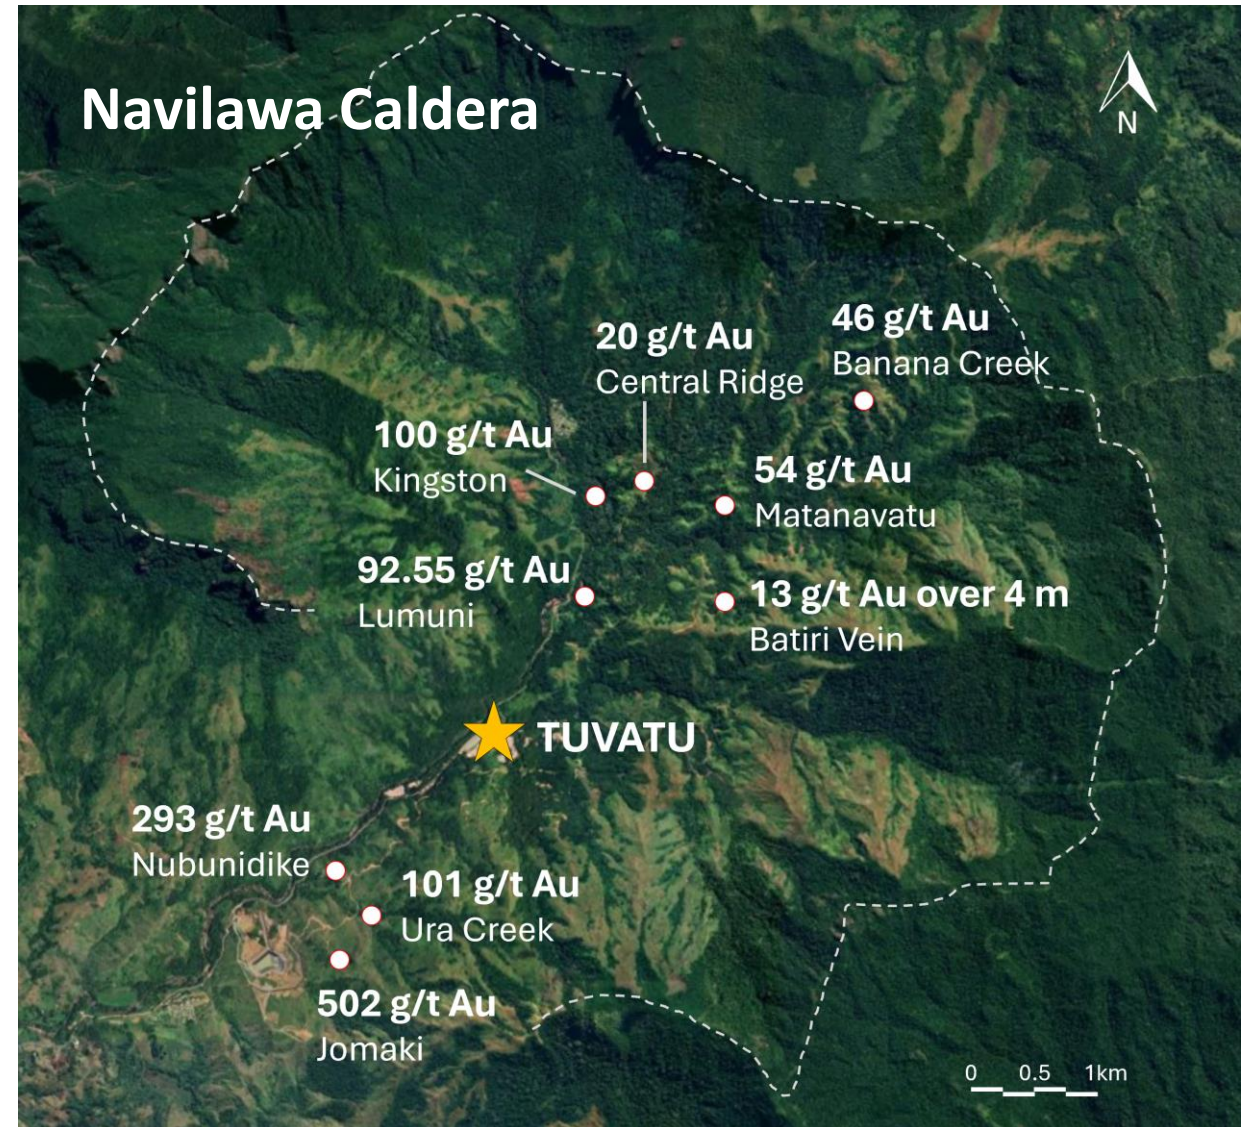 Navilawa Caldera
N
46 g/t Au
Banana Creek
20 g/t Au
Central Ridge
100 g/t Au
Kingston
54 g/t Au
Matanavatu
92.55 g/t Au
Lumuni
13 g/t Au over 4 m
Batiri Vein
TUVATU
293 g/t Au
Nubunidike
101 g/t Au
Ura Creek
502 g/t Au
Jomaki
0 0.5 1km